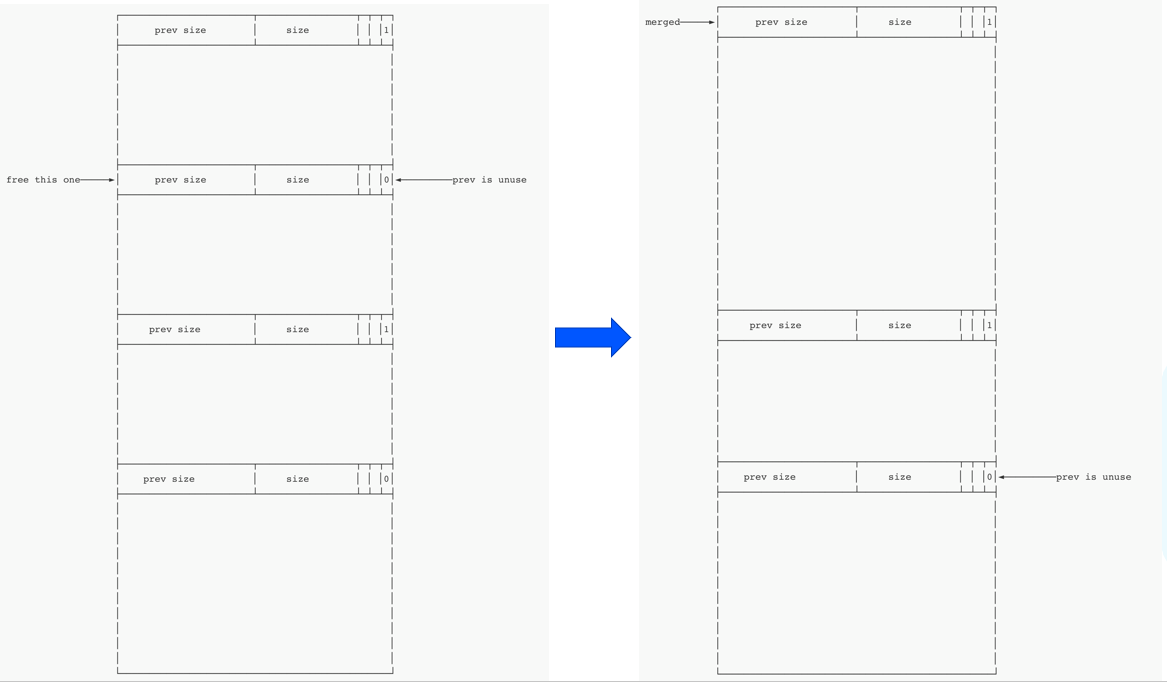 prev size size 1
free this one prev size size 0 prev is unuse
prev size size 1
prev size size 0
merged prev size size 1
prev size size 1
prev size size 0 prev is unuse